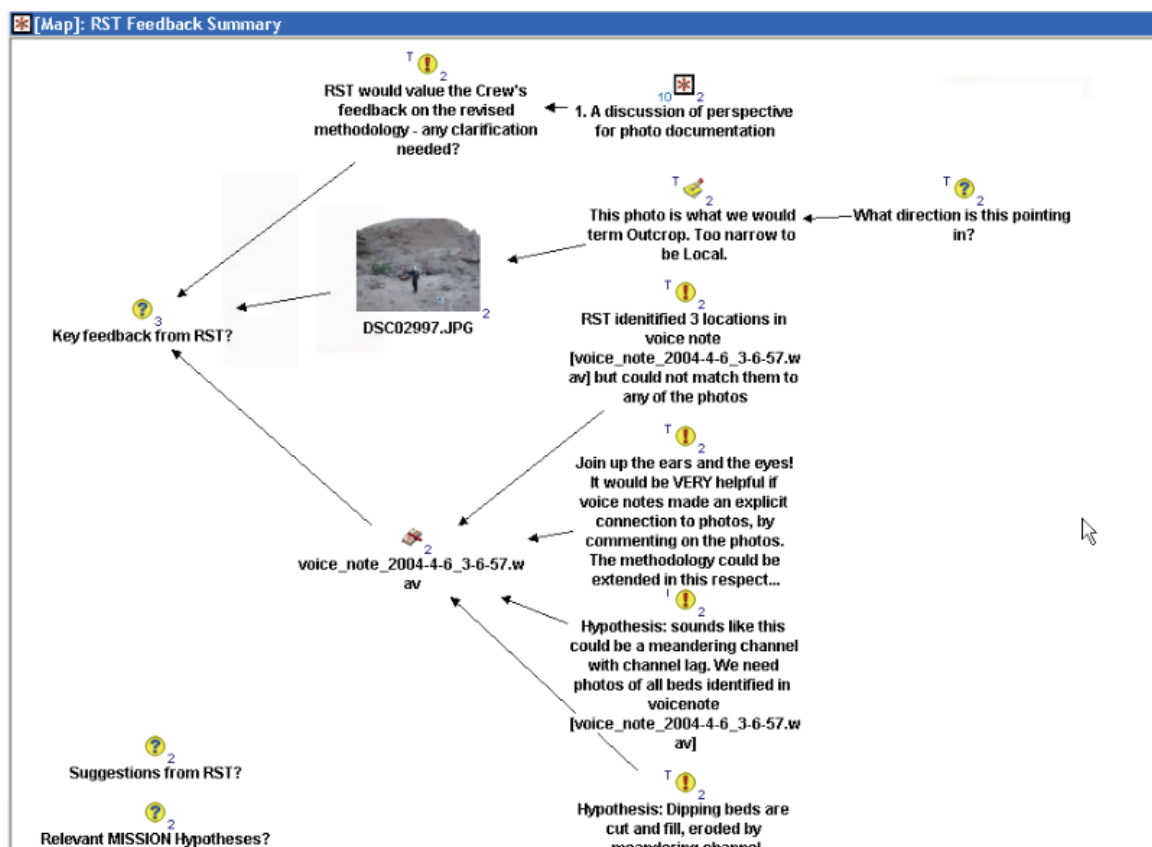 [Map]: RST Feedback Summary
T
2
RST would value the Crew's
feedback on the revised
methodology - any clarification
needed?
10 2
1. A discussion of perspective
for photo documentation
T
2
This photo is what we would
term Outcrop. Too narrow to
be Local.
T
2
What direction is this pointing
in?
2
DSC02997.JPG
3
Key feedback from RST?
T
2
RST idenitified 3 locations in
voice note
[voice_note_2004-4-6_3-6-57.w
av] but could not match them to
any of the photos
T
2
Join up the ears and the eyes!
It would be VERY helpful if
voice notes made an explicit
connection to photos, by
commenting on the photos.
The methodology could be
extended in this respect...
2
voice_note_2004-4-6_3-6-57.w
av
2
Hypothesis: sounds like this
could be a meandering channel
with channel lag. We need
photos of all beds identified in
voicenote
[voice_note_2004-4-6_3-6-57.w
av]
2
Suggestions from RST?
T
2
Hypothesis: Dipping beds are
cut and fill, eroded by
meandering channel
2
Relevant MISSION Hypotheses?